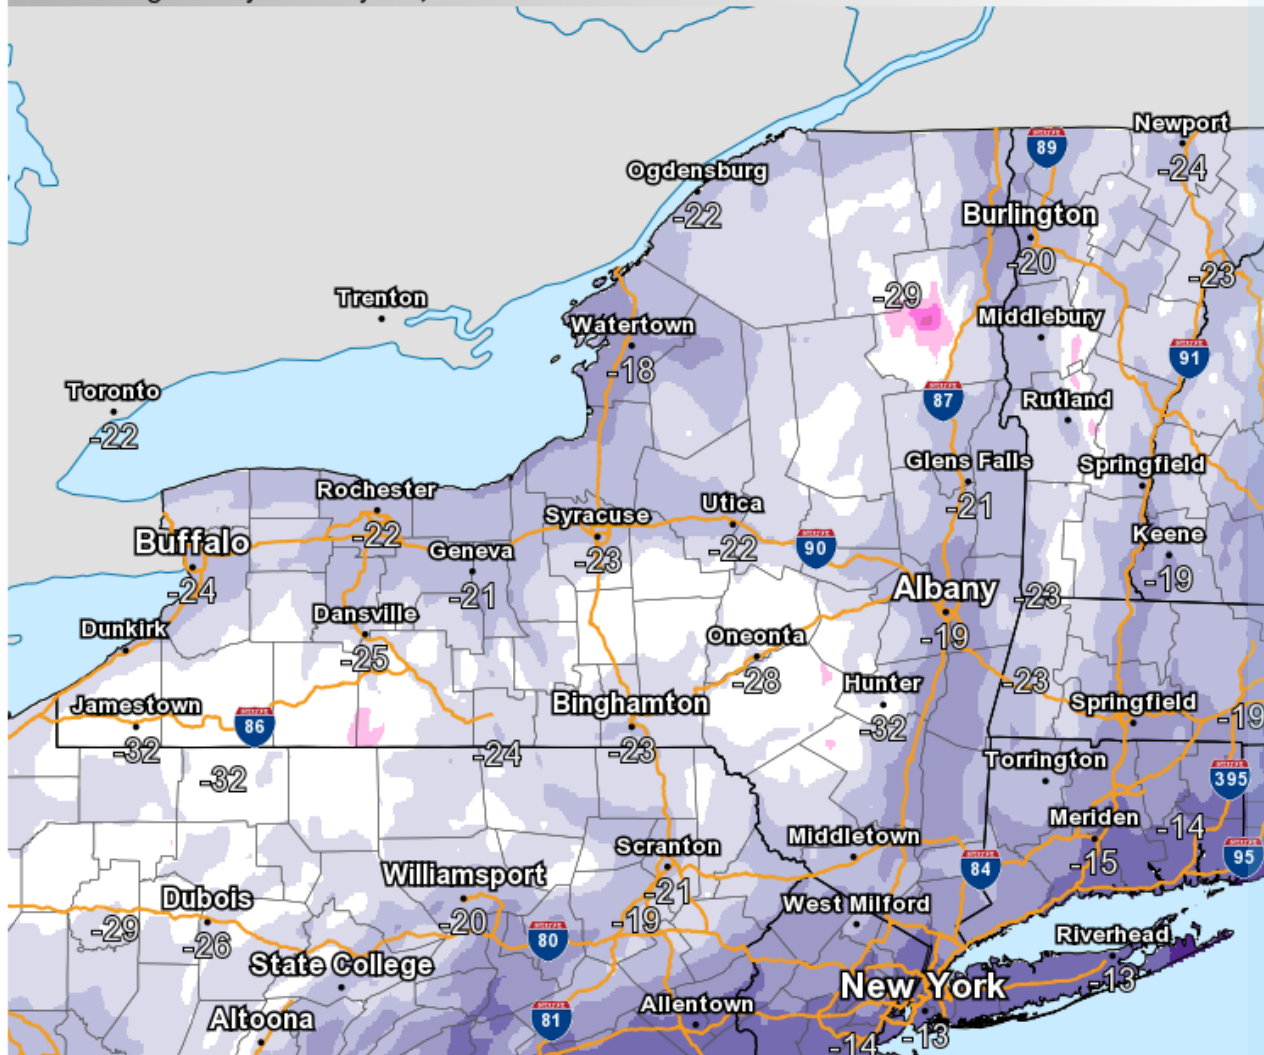 Newport
89
-24
Ogdensburg
-22
Burlington
-20
-23
Trenton
-29
Middlebury
Watertown
91
-18
Toronto
-22
87
Rutland
Glens Falls
Springfield
Rochester
-21
Syracuse
Utica
Buffalo
-22
Geneva
-23
-22
90
Keene
-24
-21
-19
Albany
-23
Dunkirk
Dansville
-19
-25
Oneonta
-28
Hunter
-23
Jamestown
86
Binghamton
-32
Springfield
-19
-32
-24
-23
-32
Torrington
395
Scranton
Middletown
Meriden
-14
Williamsport
-21
84
-15
95
Dubois
-20
-19
West Milford
-29
-26
80
Riverhead
State College
New York
-13
Altoona
81
Allentown
-14
-13